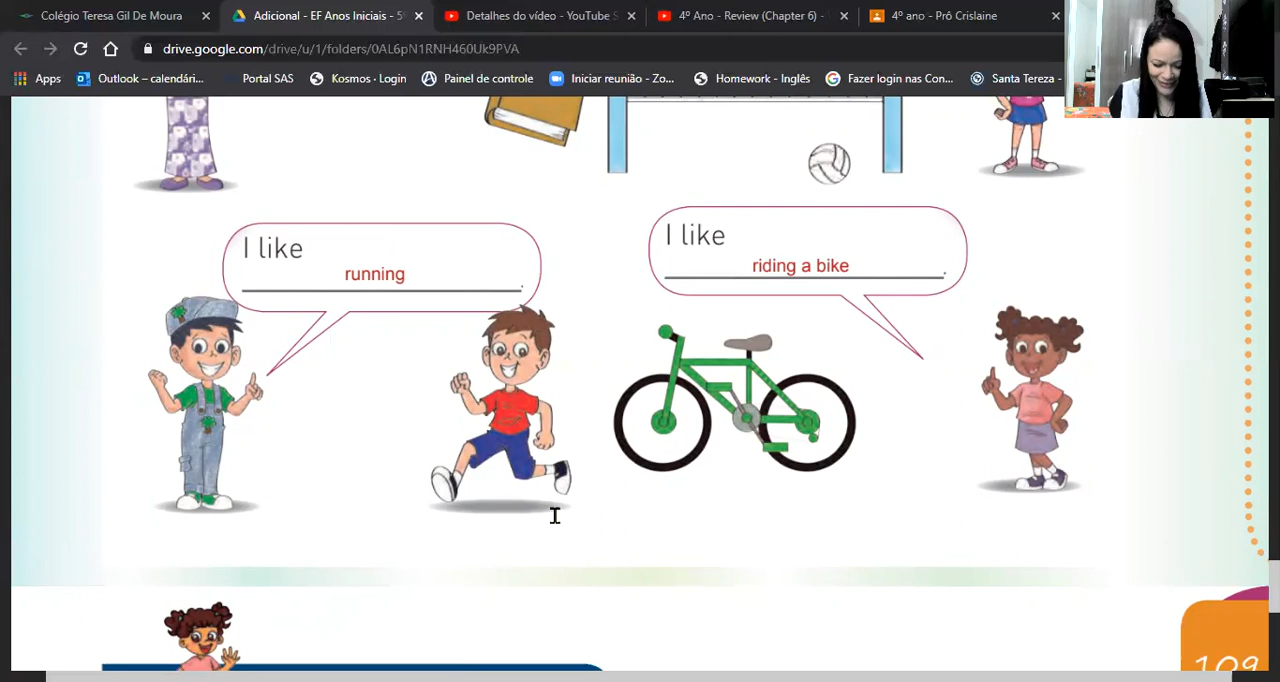 Colégio Teresa Gil De Moura
Adicional - EF Anos Iniciais - 5
Detalhes do vídeo - YouTube S
4º Ano - Review (Chapter 6) -
4º ano - Prô Crislaine
drive.google.com/drive/u/1/folders/0AL6pN1RNH460Uk9PVA
Apps
Outlook – calendári...
Portal SAS
Kosmos · Login
Painel de controle
Iniciar reunião - Zo...
Homework - Inglês
Fazer login nas Con...
Santa Tereza -
I like
running
.
I like
riding a bike
.
109